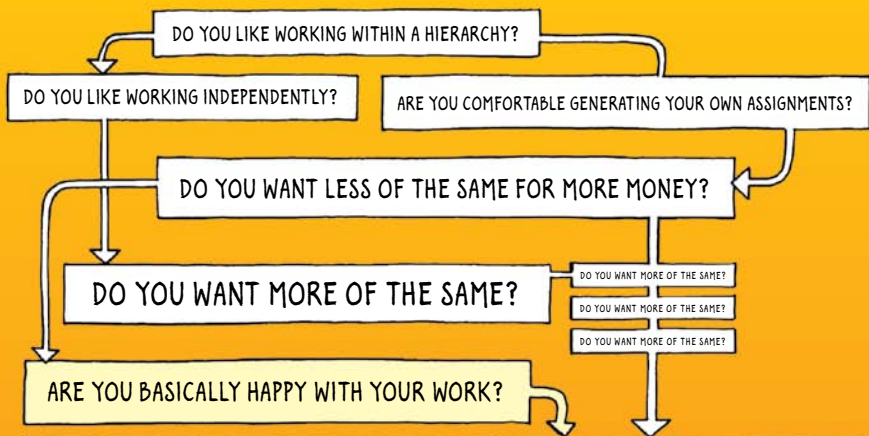 DO YOU LIKE WORKING WITHIN A HIERARCHY?
DO YOU LIKE WORKING INDEPENDENTLY?
ARE YOU COMFORTABLE GENERATING YOUR OWN ASSIGNMENTS?
DO YOU WANT LESS OF THE SAME FOR MORE MONEY?
DO YOU WANT MORE OF THE SAME?
DO YOU WANT MORE OF THE SAME?
DO YOU WANT MORE OF THE SAME?
DO YOU WANT MORE OF THE SAME?
ARE YOU BASICALLY HAPPY WITH YOUR WORK?